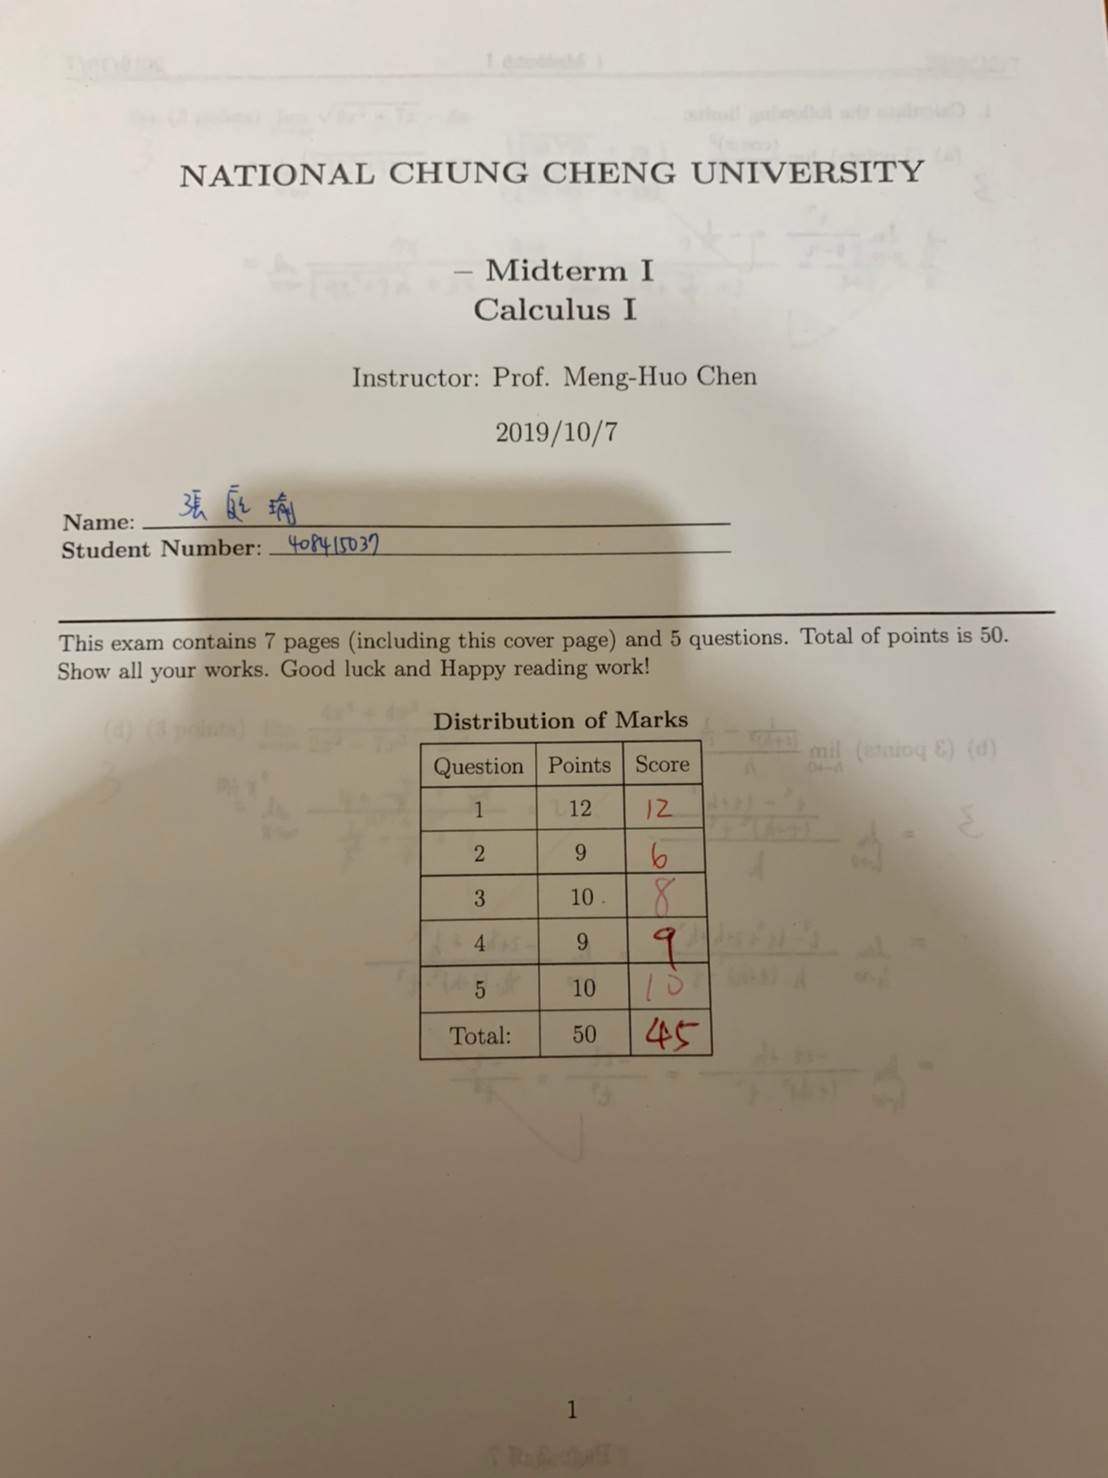 NATIONAL CHUNG CHENG UNIVERSITY
– Midterm I
Calculus I
Instructor: Prof. Meng-Huo Chen
2019/10/7
Name: 張
Student Number: 408415037
This exam contains 7 pages (including this cover page) and 5 questions. Total of points is 50.
Show all your works. Good luck and Happy reading work!
Distribution of Marks
Question Points Score
1 12 12
2 9 6
3 10 8
4 9 9
5 10 10
Total: 50 45
1